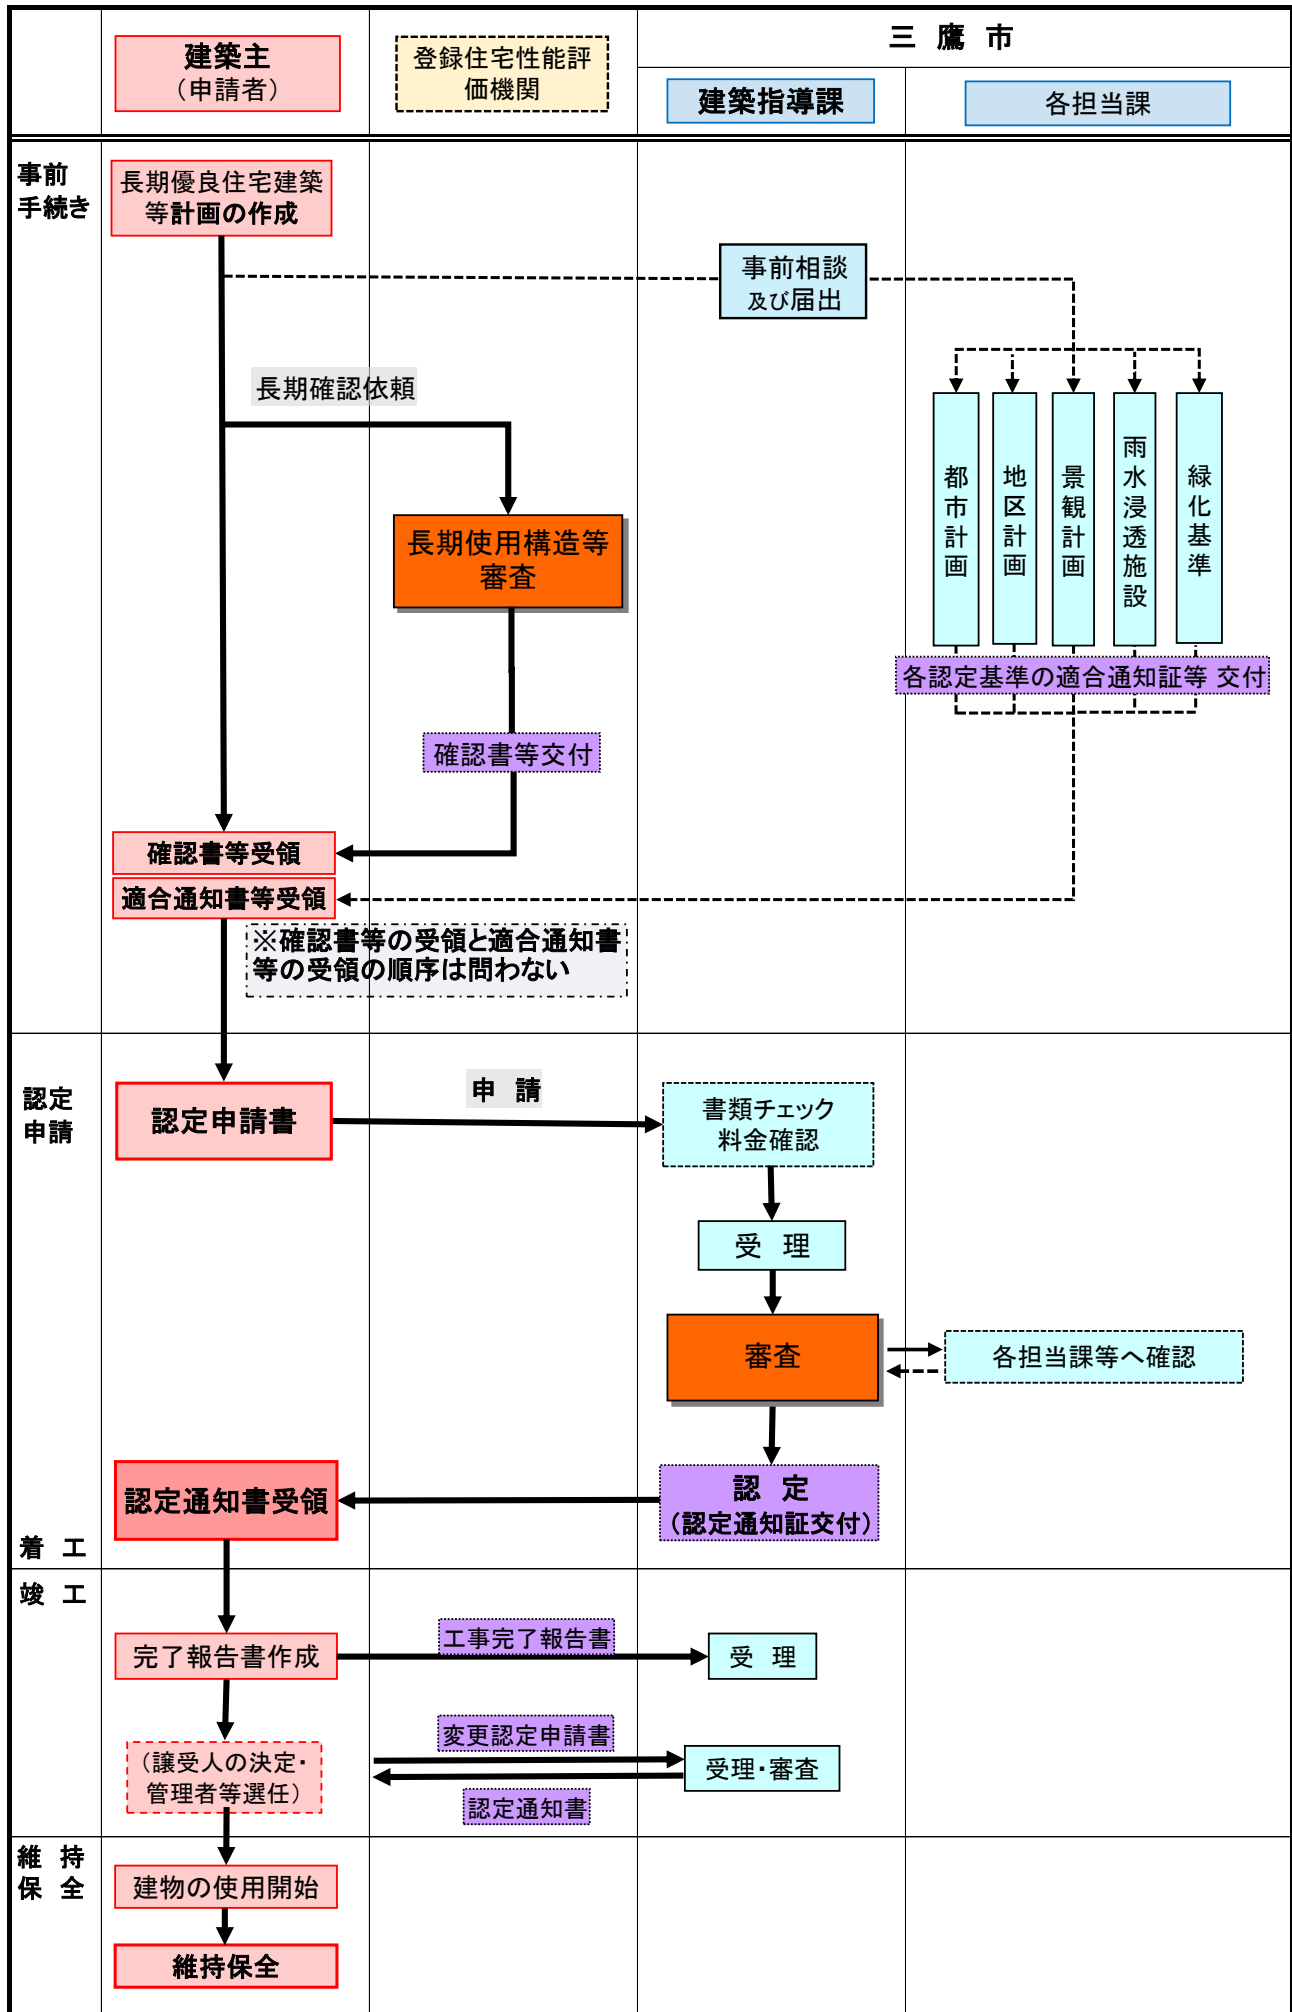 建築主
（申請者）
登録住宅性能評
価機関
三 鷹 市
建築指導課
各担当課
事前
手続き
長期優良住宅建築
等計画の作成
事前相談
及び届出
長期確認依頼
長期使用構造等
審査
都市計画
地区計画
景観計画
雨水浸透施設
緑化基準
各認定基準の適合通知証等 交付
確認書等交付
確認書等受領
適合通知書等受領
※確認書等の受領と適合通知書
等の受領の順序は問わない
認定
申請
認定申請書
申 請
書類チェック
料金確認
受 理
審査
各担当課等へ確認
認定通知書受領
認 定
（認定通知証交付）
着 工
竣 工
完了報告書作成
工事完了報告書
受 理
（譲受人の決定・
管理者等選任）
変更認定申請書
受理・審査
認定通知書
維 持
保 全
建物の使用開始
維持保全